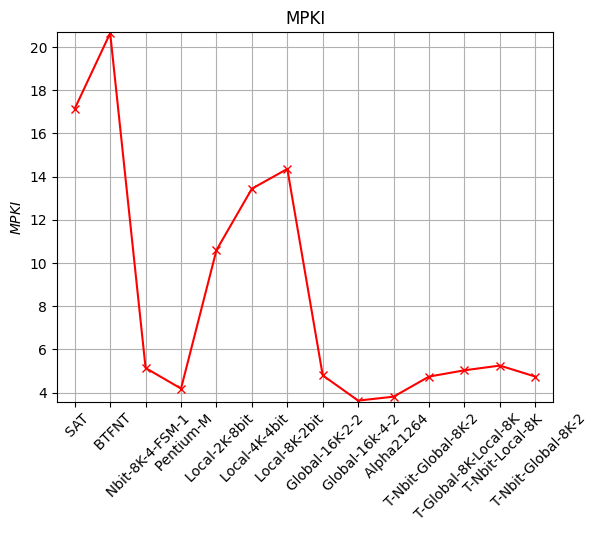 MPKI
MPKI
20
18
16
14
12
10
8
6
4
SAT
BTFNT
Nbit-8K-4-FSM-1
Pentium-M
Local-2K-8bit
Local-4K-4bit
Local-8K-2bit
Global-16K-2-2
Global-16K-4-2
Alpha21264
T-Nbit-Global-8K-2
T-Global-8K-Local-8K
T-Nbit-Local-8K
T-Nbit-Global-8K-2